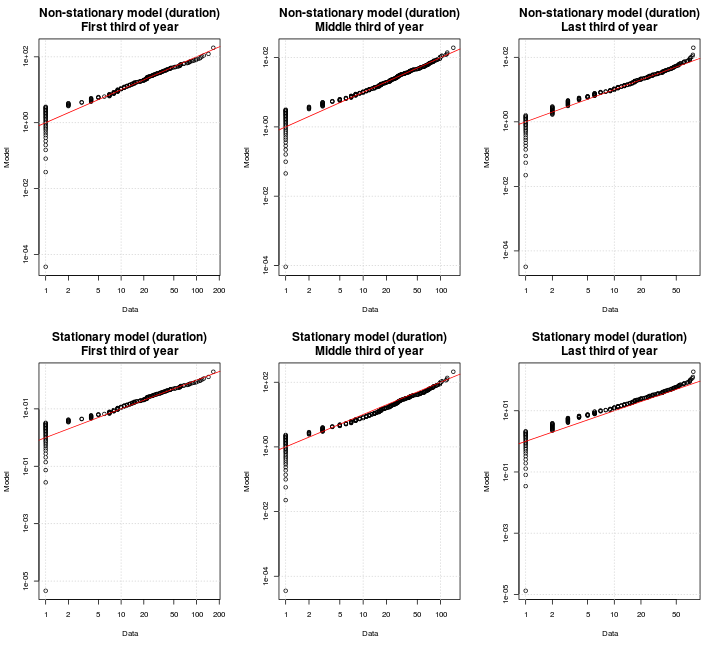 Non-stationary model (duration)
First third of year
Non-stationary model (duration)
Middle third of year
Non-stationary model (duration)
Last third of year
1e+02
1e+00
1e-02
1e-04
Model
1 2 5 10 20 50 100 200
Data
1e+02
1e+00
1e-02
1e-04
Model
1 2 5 10 20 50 100
Data
1e+02
1e+00
1e-02
1e-04
Model
1 2 5 10 20 50
Data
Stationary model (duration)
First third of year
Stationary model (duration)
Middle third of year
Stationary model (duration)
Last third of year
1e+01
1e-01
1e-03
1e-05
Model
1 2 5 10 20 50 100 200
Data
1e+02
1e+00
1e-02
1e-04
Model
1 2 5 10 20 50 100
Data
1e+01
1e-01
1e-03
1e-05
Model
1 2 5 10 20 50
Data